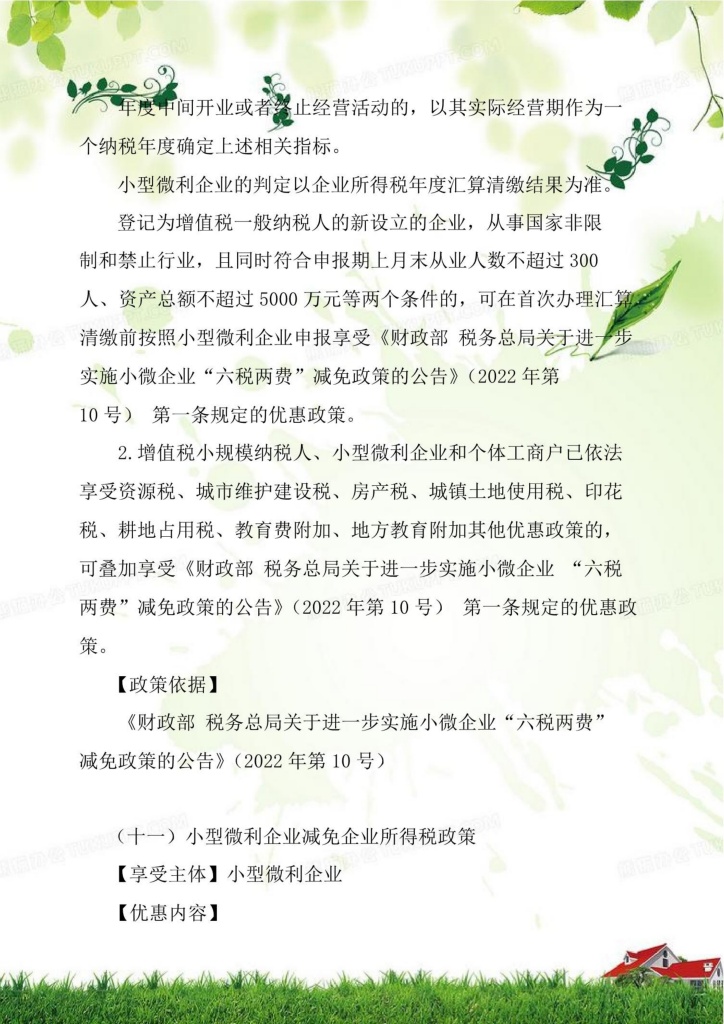 年度中间开业或者终止经营活动的，以其实际经营期作为一
个纳税年度确定上述相关指标。
小型微利企业的判定以企业所得税年度汇算清缴结果为准。
登记为增值税一般纳税人的新设立的企业，从事国家非限
制和禁止行业，且同时符合申报期上月末从业人数不超过 300
人、资产总额不超过 5000 万元等两个条件的，可在首次办理汇算
清缴前按照小型微利企业申报享受《财政部 税务总局关于进一步
实施小微企业“六税两费”减免政策的公告》（2022 年第
10 号） 第一条规定的优惠政策。
2.增值税小规模纳税人、小型微利企业和个体工商户已依法
享受资源税、城市维护建设税、房产税、城镇土地使用税、印花
税、耕地占用税、教育费附加、地方教育附加其他优惠政策的，
可叠加享受《财政部 税务总局关于进一步实施小微企业 “六税
两费”减免政策的公告》（2022 年第 10 号） 第一条规定的优惠政
策。
【政策依据】
《财政部 税务总局关于进一步实施小微企业“六税两费”
减免政策的公告》（2022 年第 10 号）
（十一）小型微利企业减免企业所得税政策
【享受主体】小型微利企业
【优惠内容】